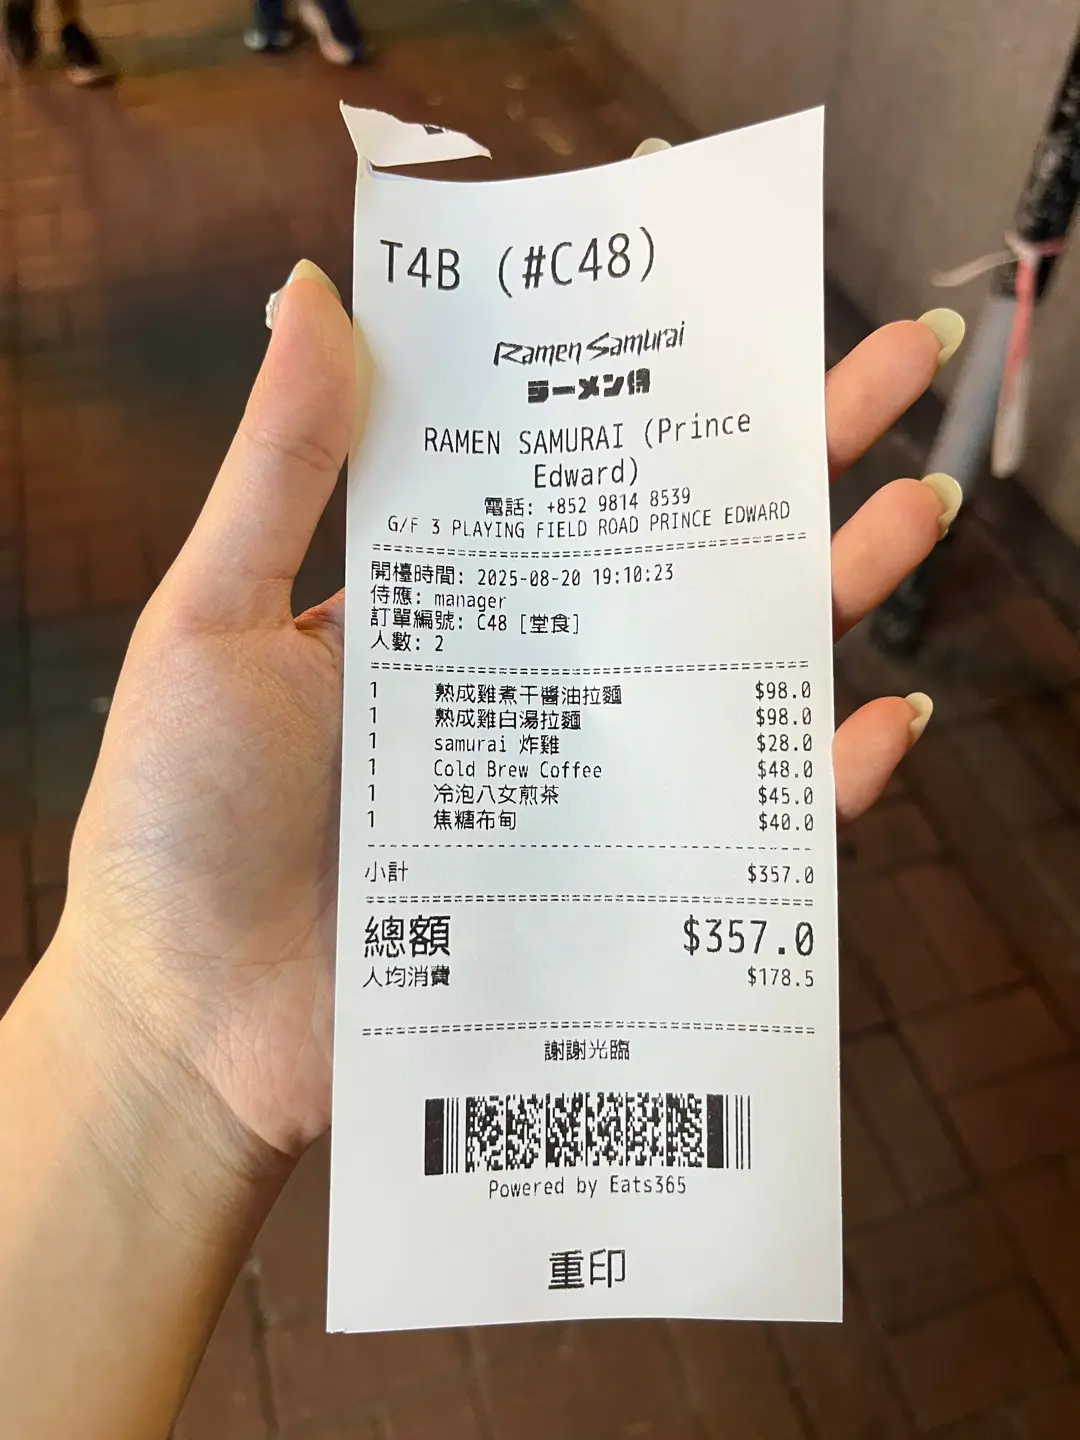 T4B (#C48)
Ramen Samurai
ラーメン侍
RAMEN SAMURAI (Prince
Edward)
電話: +852 9814 8539
G/F 3 PLAYING FIELD ROAD PRINCE EDWARD
開檯時間: 2025-08-20 19:10:23
侍應: manager
訂單編號: C48 [堂食]
人數: 2
1 熟成雞煮干醬油拉麵 $98.0
1 熟成雞白湯拉麵 $98.0
1 samurai 炸雞 $28.0
1 Cold Brew Coffee $48.0
1 冷泡八女煎茶 $45.0
1 焦糖布甸 $40.0
小計 $357.0
總額 $357.0
人均消費 $178.5
謝謝光臨
Powered by Eats365
重印